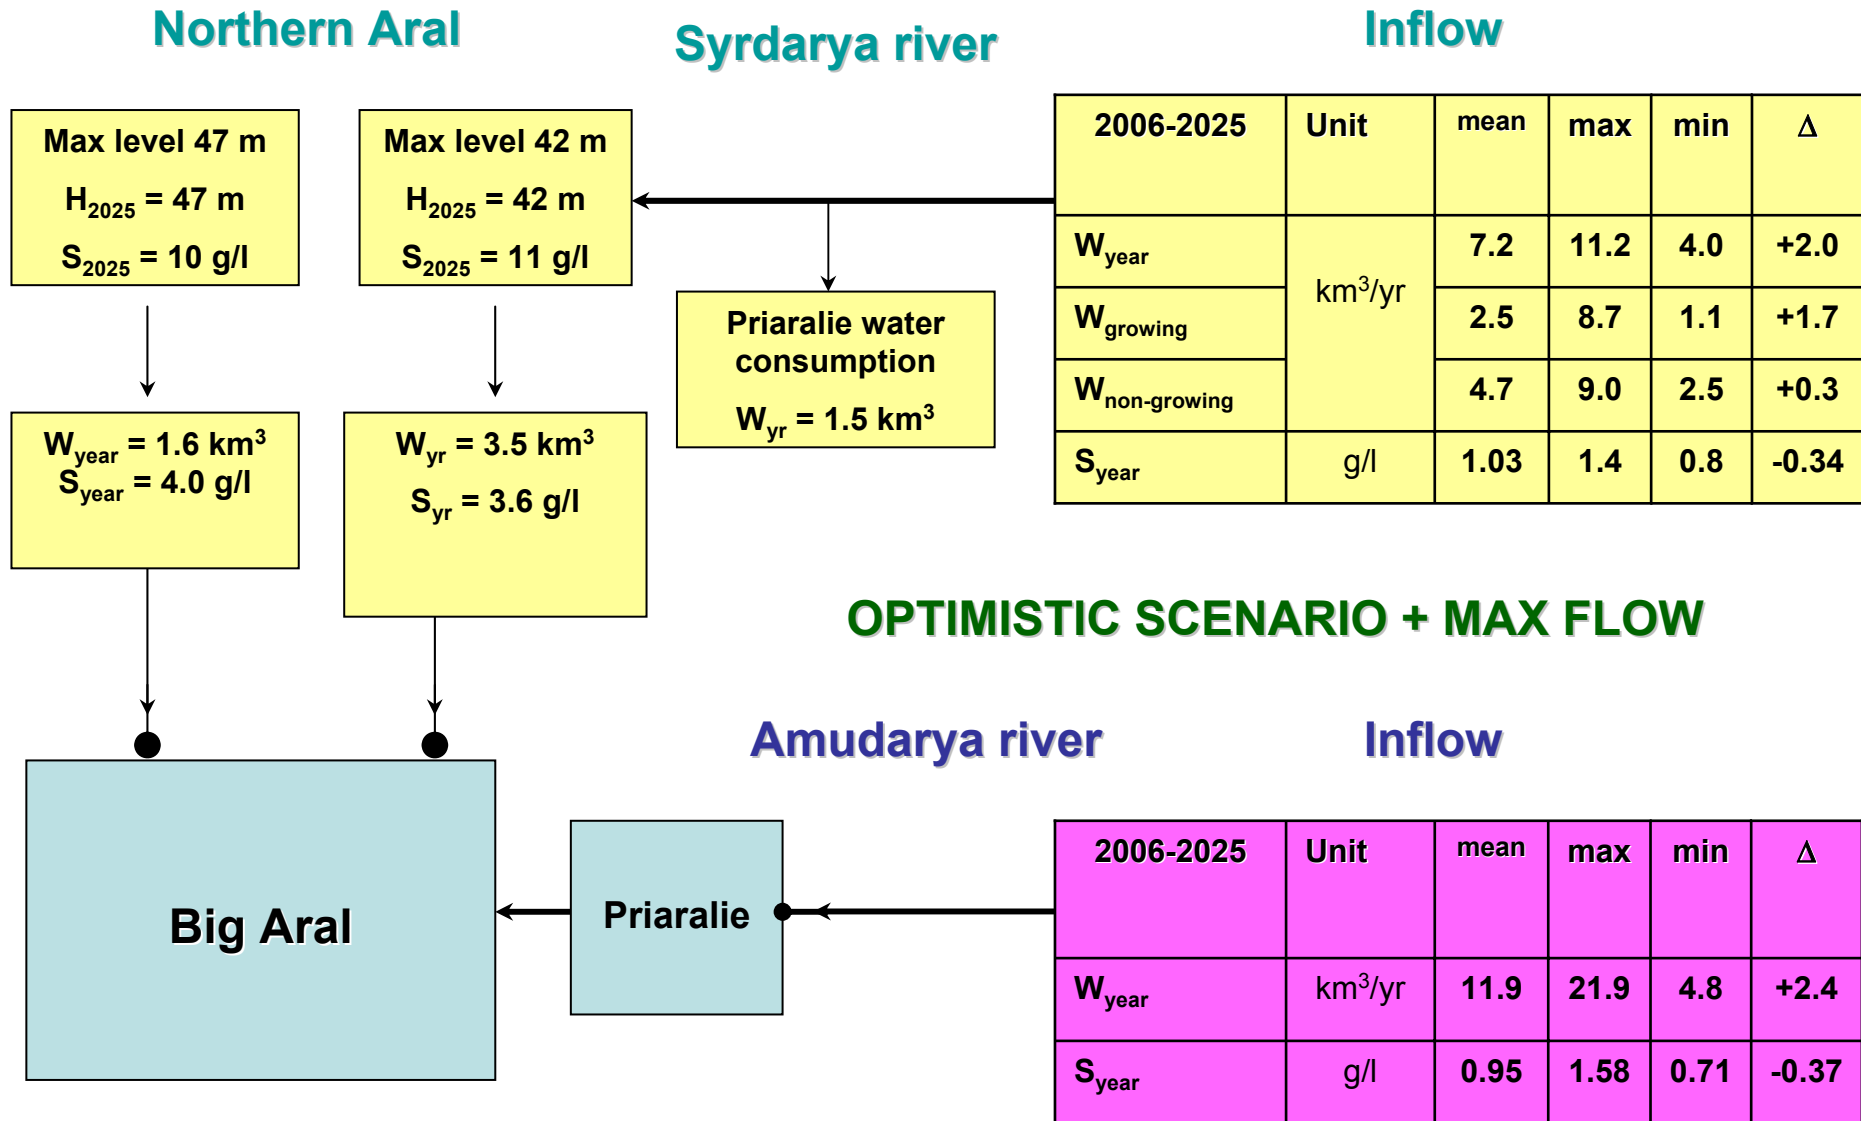 Northern Aral
Syrdarya river
Inflow
Max level 47 m
H2025 = 47 m
S2025 = 10 g/l
Max level 42 m
H2025 = 42 m
S2025 = 11 g/l
Priaralie water
consumption
Wyr = 1.5 km3
Wyear = 1.6 km3
Syear = 4.0 g/l
Wyr = 3.5 km3
Syr = 3.6 g/l
2006-2025 Unit mean max min Δ
Wyear km3/yr 7.2 11.2 4.0 +2.0
Wgrowing 2.5 8.7 1.1 +1.7
Wnon-growing 4.7 9.0 2.5 +0.3
Syear g/l 1.03 1.4 0.8 -0.34
OPTIMISTIC SCENARIO + MAX FLOW
Amudarya river
Inflow
Big Aral
Priaralie
2006-2025 Unit mean max min Δ
Wyear km3/yr 11.9 21.9 4.8 +2.4
Syear g/l 0.95 1.58 0.71 -0.37